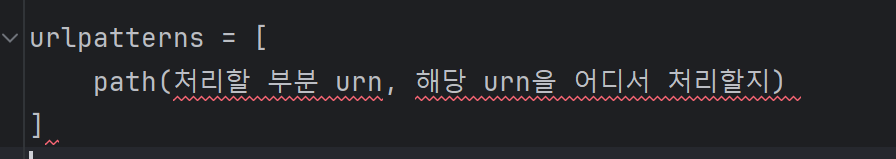 urlpatterns = [
    path(처리할 부분 urn, 해당 urn을 어디서 처리할지)
]